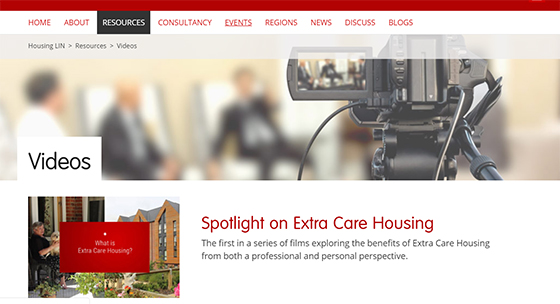 HOME ABOUT RESOURCES CONSULTANCY EVENTS REGIONS NEWS DISCUSS BLOGS
Housing LIN > Resources > Videos
Videos
What is
Extra Care Housing?
Spotlight on Extra Care Housing
The first in a series of films exploring the benefits of Extra Care Housing
from both a professional and personal perspective.